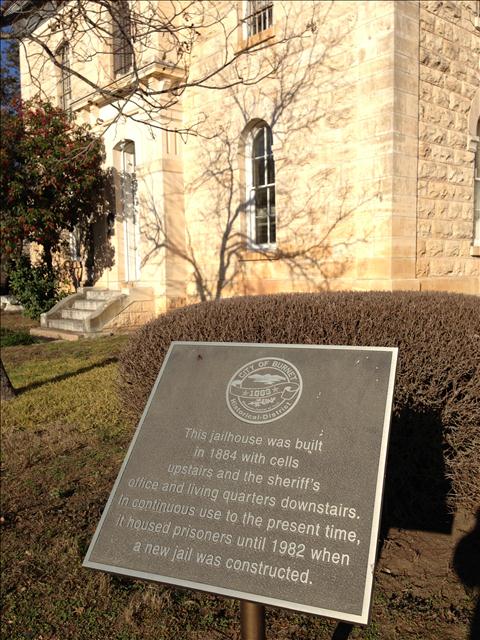 CITY OF BURNET
1883
Historical-District
This jailhouse was built
in 1884 with cells
upstairs and the sheriff's
office and living quarters downstairs.
In continuous use to the present time,
it housed prisoners until 1982 when
a new jail was constructed.